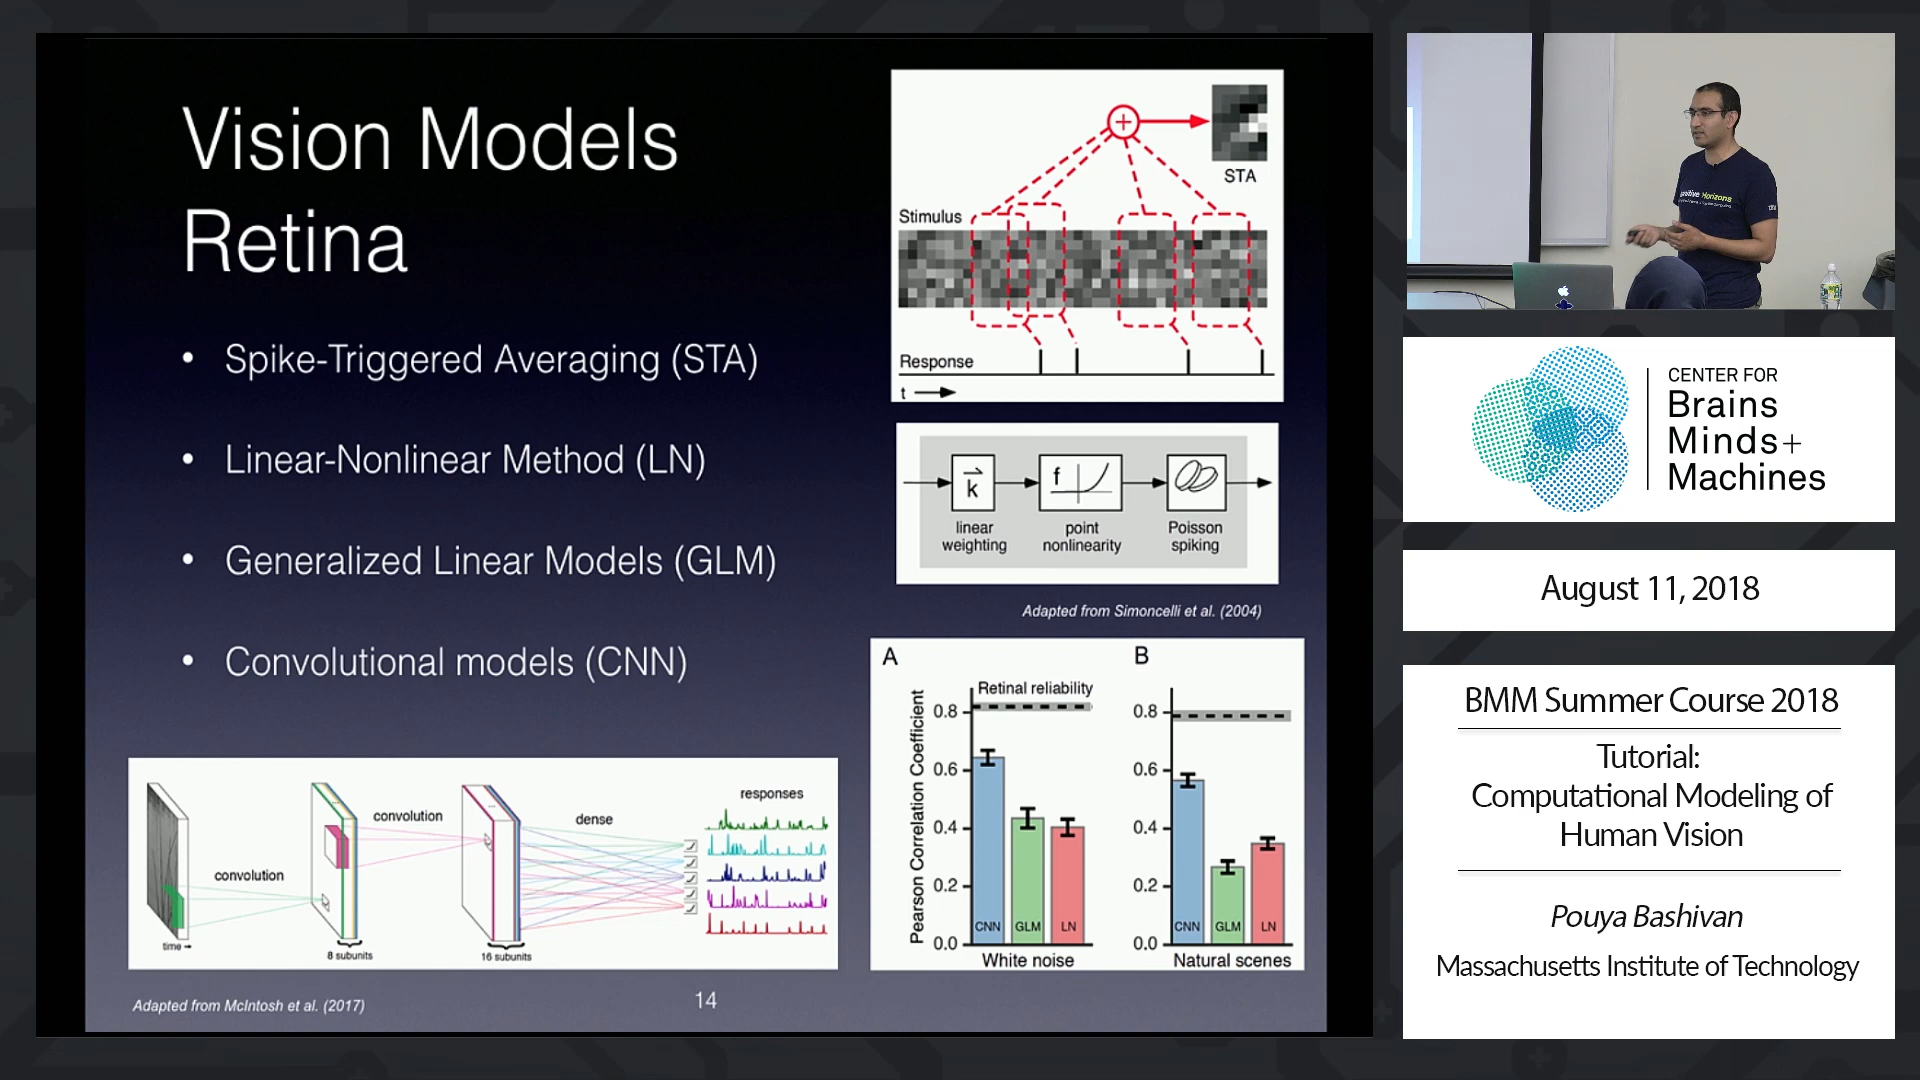 Vision Models
Retina
• Spike-Triggered Averaging (STA)
• Linear-Nonlinear Method (LN)
• Generalized Linear Models (GLM)
• Convolutional models (CNN)
STA
Stimulus
Response
t
k
f
linear
weighting
point
nonlinearity
Poisson
spiking
Adapted from Simoncelli et al. (2004)
A
B
Retinal reliability
Pearson Correlation Coefficient
0.8
0.6
0.4
0.2
0.0
CNN
GLM
LN
White noise
0.8
0.6
0.4
0.2
0.0
CNN
GLM
LN
Natural scenes
convolution
convolution
dense
responses
time
8 subunits
16 subunits
Adapted from McIntosh et al. (2017)
14
Horizons
CENTER FOR
Brains
Minds+
Machines
August 11, 2018
BMM Summer Course 2018
Tutorial:
Computational Modeling of
Human Vision
Pouya Bashivan
Massachusetts Institute of Technology